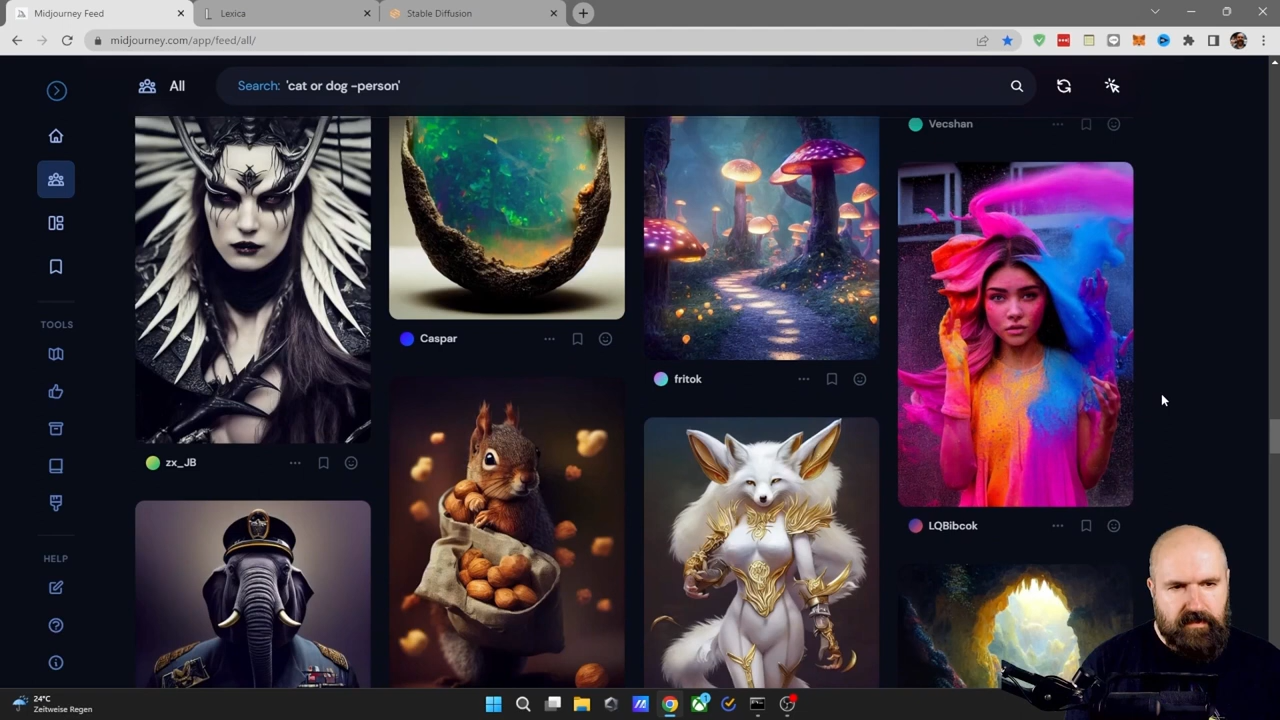 Midjourney Feed
Lexica
Stable Diffusion
midjourney.com/app/feed/all/
All
Search: 'cat or dog -person'
Vecshan
Caspar
fritok
zx_JB
LQBibcok
TOOLS
HELP
24°C
Zeitweise Regen